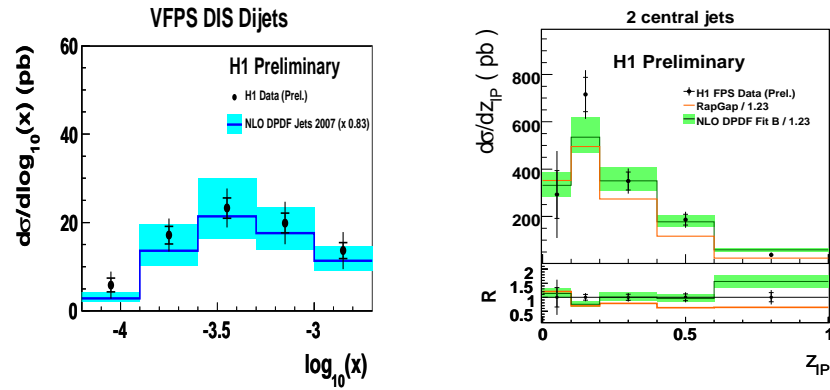 VFPS DIS Dijets
dσ/dlog10(x) (pb)
60
40
20
0
H1 Preliminary
H1 Data (Prel.)
NLO DPDF Jets 2007 (x 0.83)
-4
-3.5
-3
log10(x)
2 central jets
dσ/dzIP ( pb )
800
600
400
200
H1 Preliminary
H1 FPS Data (Prel.)
RapGap / 1.23
NLO DPDF Fit B / 1.23
R
2
1.5
1
0.5
0
0.5
1
zIP